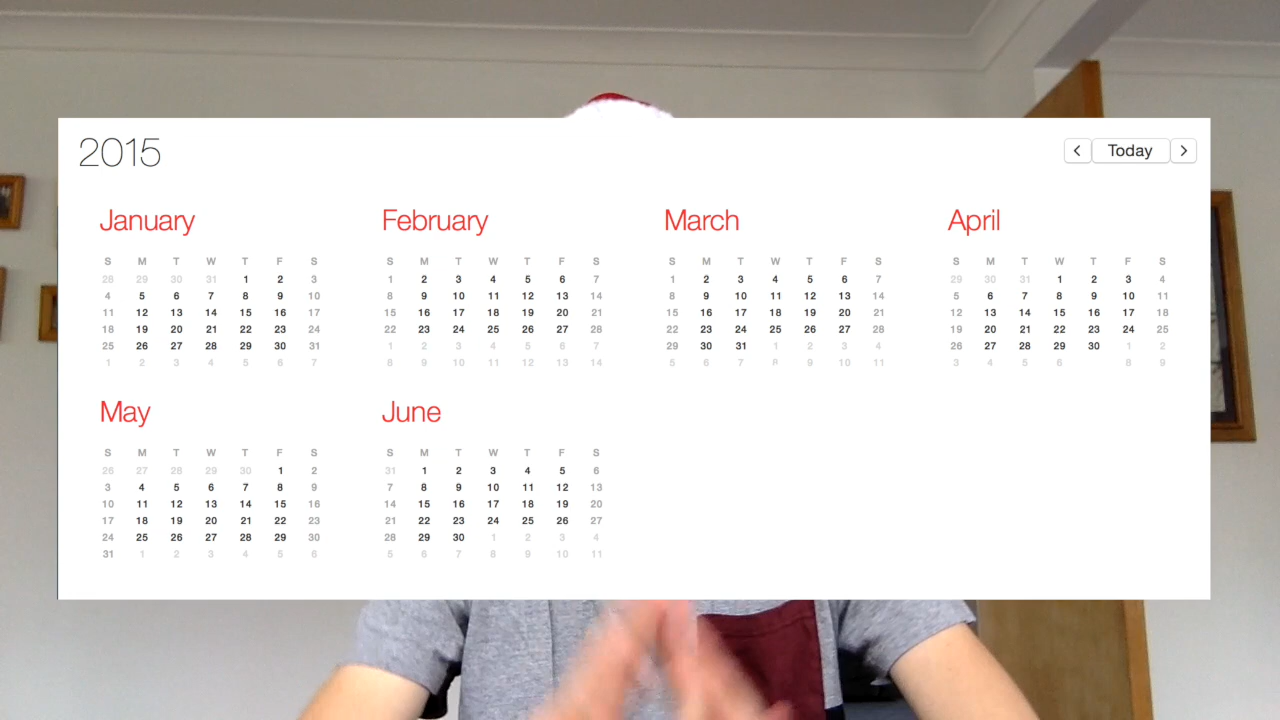 2015
Today
January
S M T W T F S
28 29 30 31 1 2 3
4 5 6 7 8 9 10
11 12 13 14 15 16 17
18 19 20 21 22 23 24
25 26 27 28 29 30 31
1 2 3 4 5 6 7
February
S M T W T F S
1 2 3 4 5 6 7
8 9 10 11 12 13 14
15 16 17 18 19 20 21
22 23 24 25 26 27 28
1 2 3 4 5 6 7
8 9 10 11 12 13 14
March
S M T W T F S
1 2 3 4 5 6 7
8 9 10 11 12 13 14
15 16 17 18 19 20 21
22 23 24 25 26 27 28
29 30 31 1 2 3 4
5 6 7 8 9 10 11
April
S M T W T F S
29 30 31 1 2 3 4
5 6 7 8 9 10 11
12 13 14 15 16 17 18
19 20 21 22 23 24 25
26 27 28 29 30 1 2
3 4 5 6 8 9
May
S M T W T F S
26 27 28 29 30 1 2
3 4 5 6 7 8 9
10 11 12 13 14 15 16
17 18 19 20 21 22 23
24 25 26 27 28 29 30
31 1 2 3 4 5 6
June
S M T W T F S
31 1 2 3 4 5 6
7 8 9 10 11 12 13
14 15 16 17 18 19 20
21 22 23 24 25 26 27
28 29 30 1 2 3 4
5 6 7 8 9 10 11